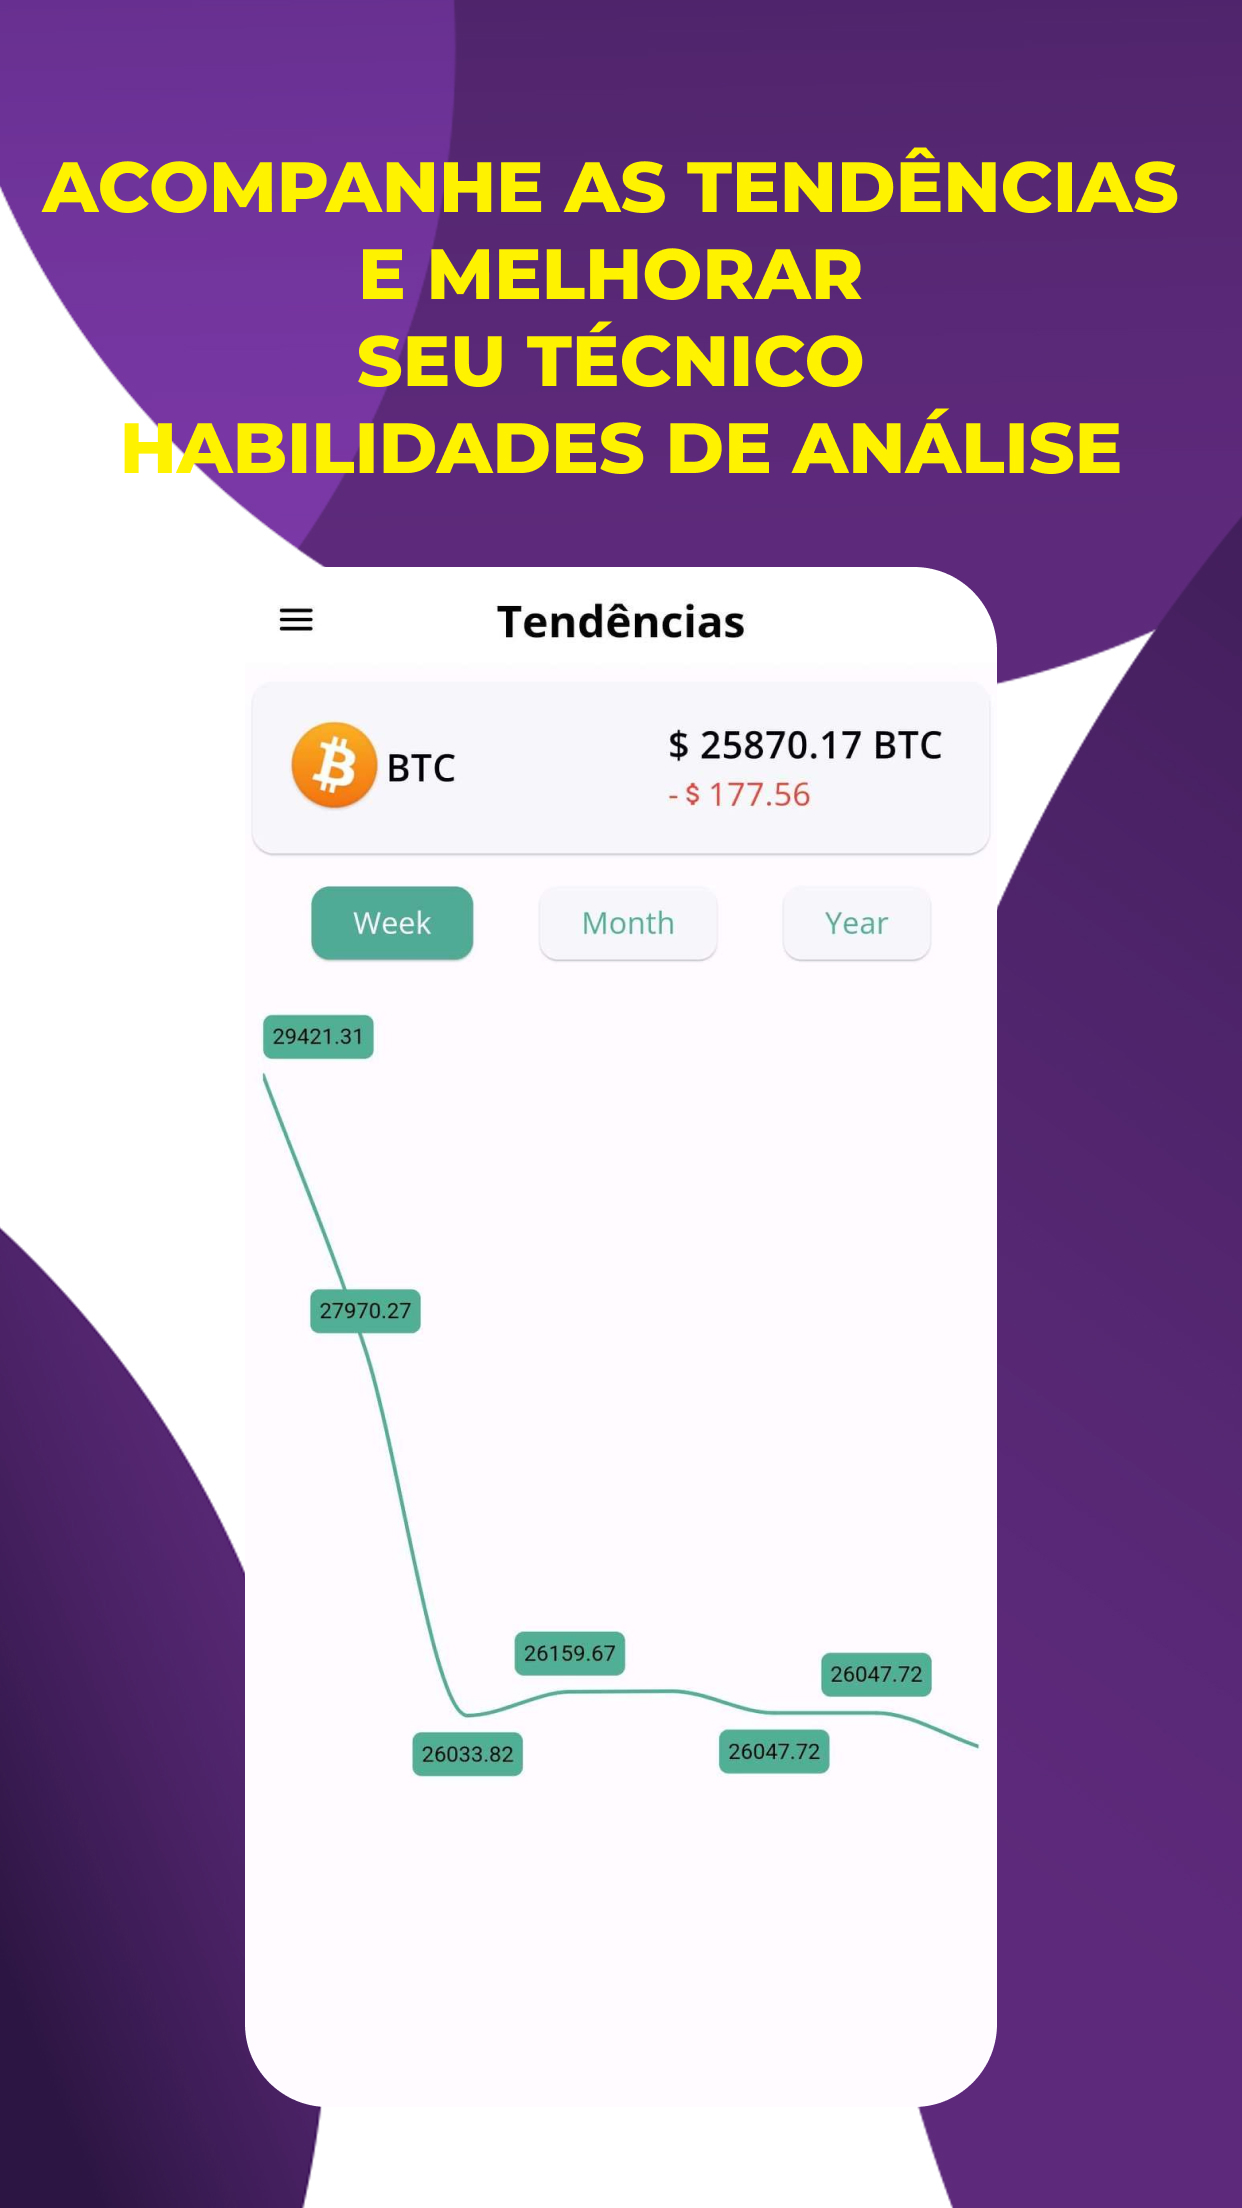 ACOMPANHE AS TENDÊNCIAS
E MELHORAR
SEU TÉCNICO
HABILIDADES DE ANÁLISE
Tendências
BTC
$ 25870.17 BTC
- $ 177.56
Week
Month
Year
29421.31
27970.27
26159.67
26047.72
26033.82
26047.72